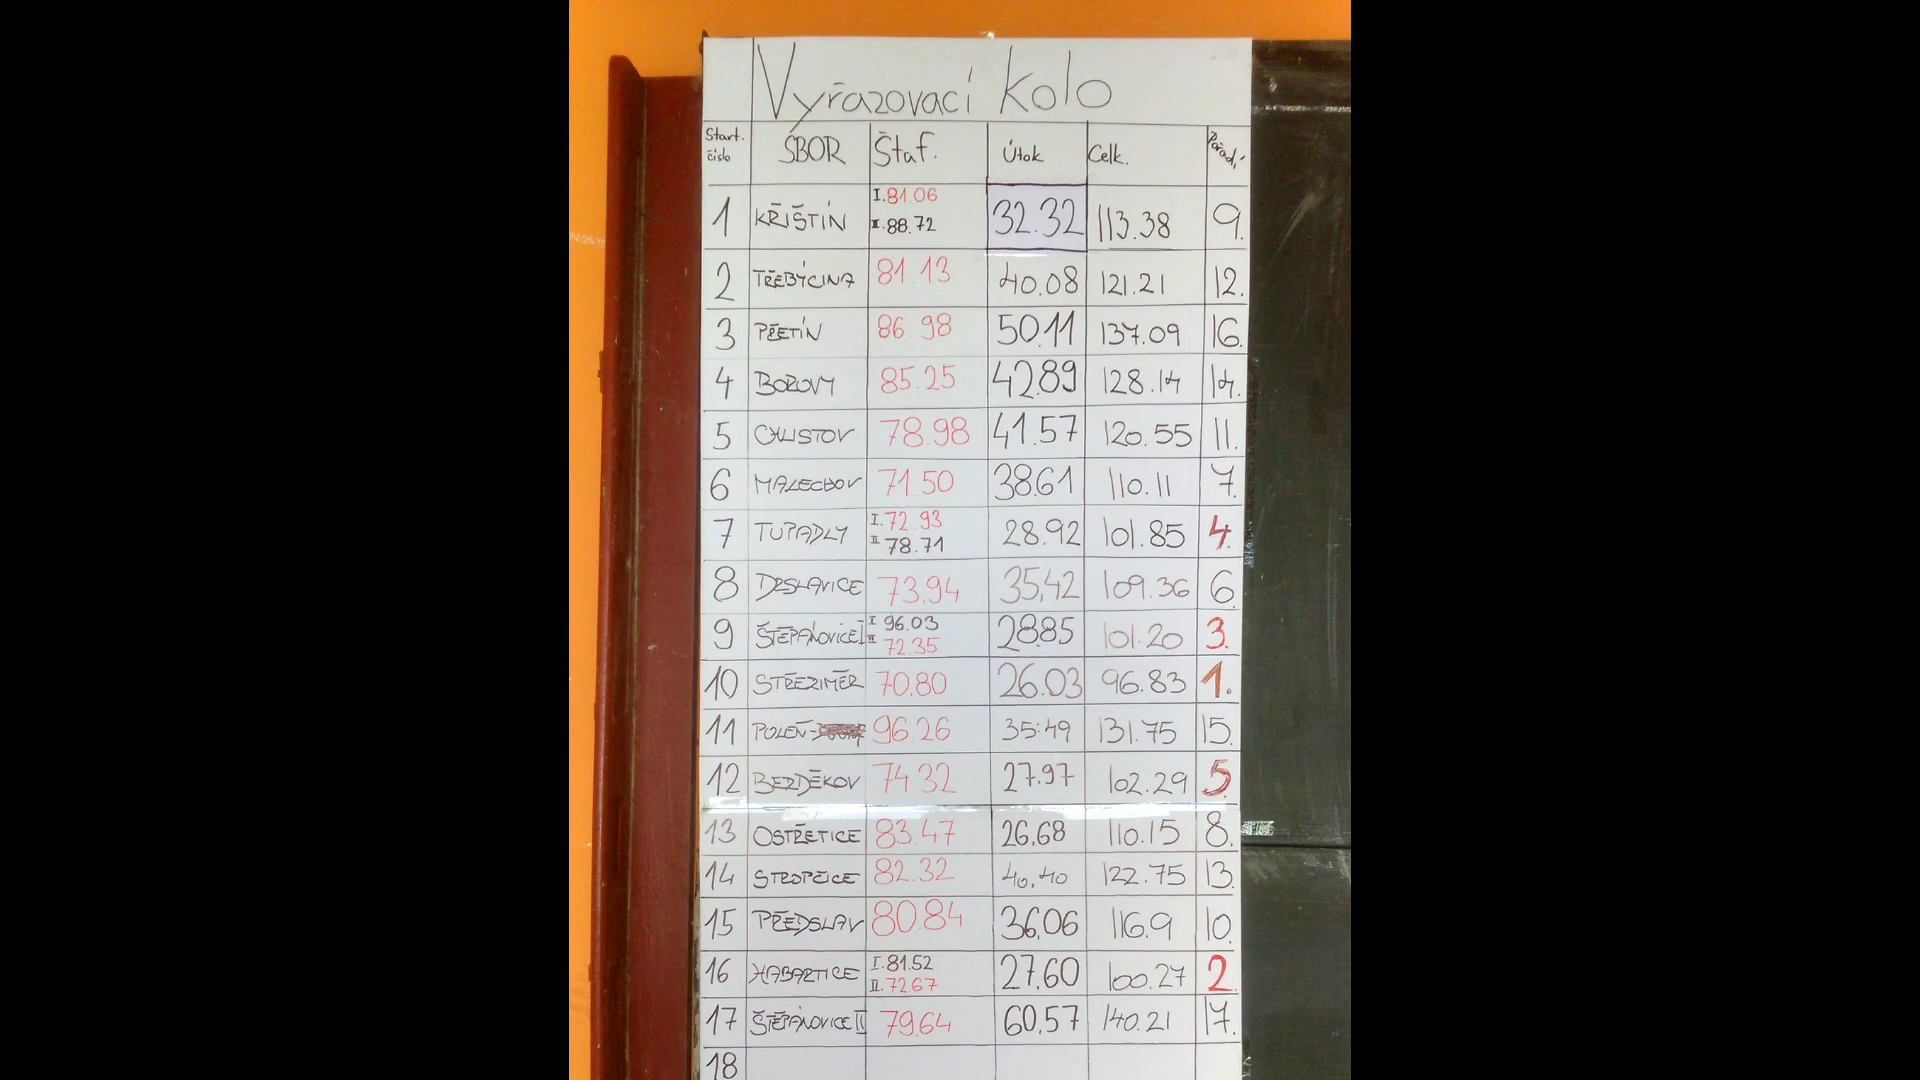 Vyřazovací kolo
Start. číslo SBOR Štaf. Útok Celk. Pořadí
1 KŘIŠTÍN I.81.06 II.88.72 32.32 113.38 9.
2 TŘEBÝCINA 81.13 40.08 121.21 12.
3 PŘETÍN 86.98 50.11 137.09 16.
4 BOROVY 85.25 42.89 128.14 14.
5 CHLISTOV 78.98 41.57 120.55 11.
6 MALECHOV 71.50 38.61 110.11 7.
7 TUPADLY I.72.93 II 78.71 28.92 101.85 4.
8 DRSLAVICE 73.94 35,42 109.36 6.
9 ŠTĚPÁNOVICE I I 96.03 II 72.35 28.85 101.20 3.
10 STŘEZIMĚŘ 70.80 26.03 96.83 1.
11 POLEŇ- 96.26 35:49 131.75 15.
12 BEZDĚKOV 74 32 27.97 102.29 5.
13 OSTŘETICE 83.47 26.68 110.15 8.
14 STROPČICE 82.32 40.40 122.75 13.
15 PŘEDSLAV 80.84 36.06 116.9 10.
16 HABARTICE I.81.52 II.72.67 27.60 100.27 2.
17 ŠTĚPÁNOVICE II 79.64 60.57 140.21 17.
18